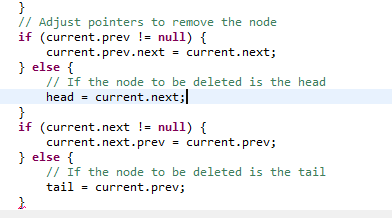 }
// Adjust pointers to remove the node
if (current.prev != null) {
    current.prev.next = current.next;
} else {
    // If the node to be deleted is the head
    head = current.next;
}
if (current.next != null) {
    current.next.prev = current.prev;
} else {
    // If the node to be deleted is the tail
    tail = current.prev;
}